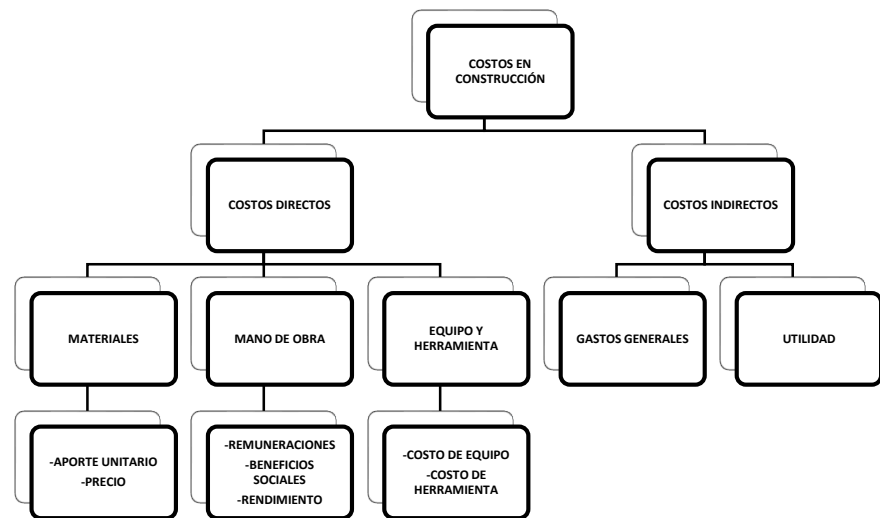 COSTOS EN
CONSTRUCCIÓN
COSTOS DIRECTOS
COSTOS INDIRECTOS
MATERIALES
MANO DE OBRA
EQUIPO Y
HERRAMIENTA
GASTOS GENERALES
UTILIDAD
-APORTE UNITARIO
-PRECIO
-REMUNERACIONES
-BENEFICIOS
SOCIALES
-RENDIMIENTO
-COSTO DE EQUIPO
-COSTO DE
HERRAMIENTA